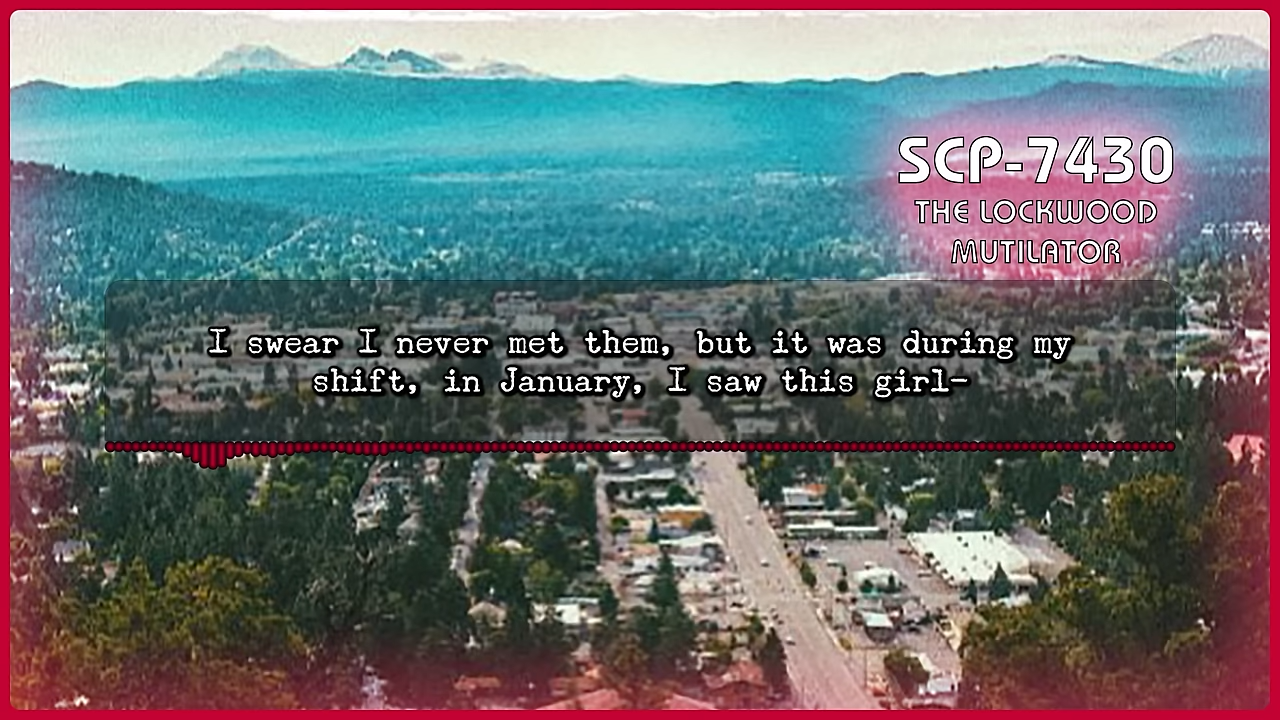 SCP-7430
THE LOCKWOOD
MUTILATOR
I swear I never met them, but it was during my
shift, in January, I saw this girl-